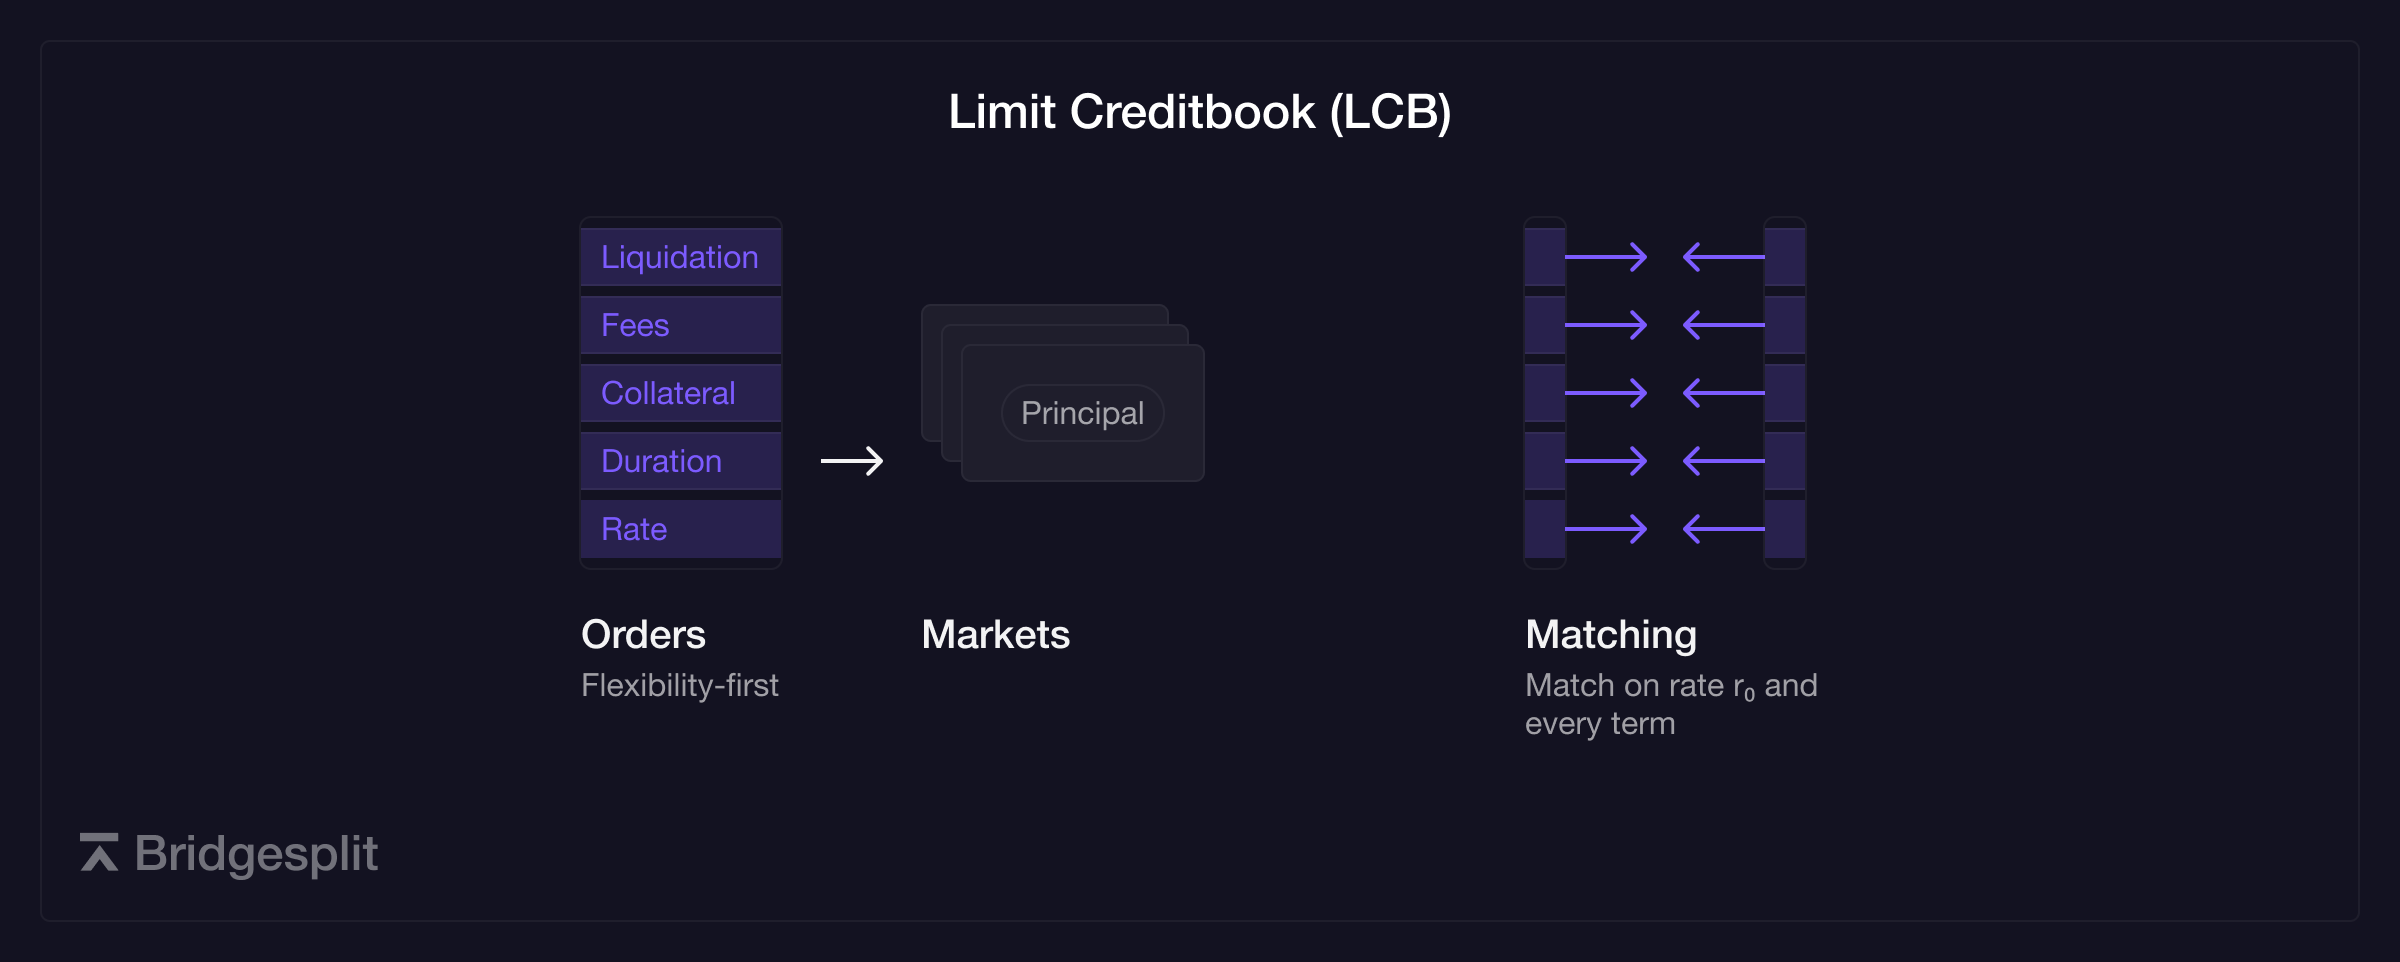 Limit Creditbook (LCB)
Liquidation
Fees
Collateral
Duration
Rate
Principal
Orders
Flexibility-first
Markets
Matching
Match on rate r₀ and
every term
Bridgesplit